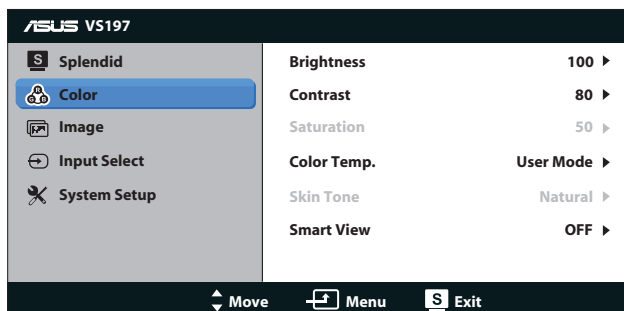 ASUS VS197
S Splendid
R G B Color
Image
Input Select
System Setup
Brightness 100
Contrast 80
Saturation 50
Color Temp. User Mode
Skin Tone Natural
Smart View OFF
Move Menu S Exit